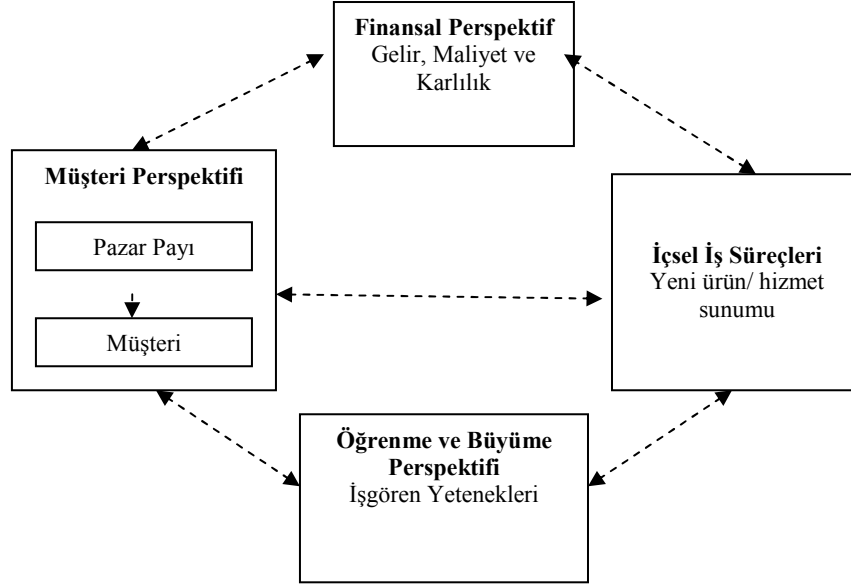 Finansal Perspektif
Gelir, Maliyet ve
Karlılık
Müşteri Perspektifi
Pazar Payı
Müşteri
İçsel İş Süreçleri
Yeni ürün/ hizmet
sunumu
Öğrenme ve Büyüme
Perspektifi
İşgören Yetenekleri